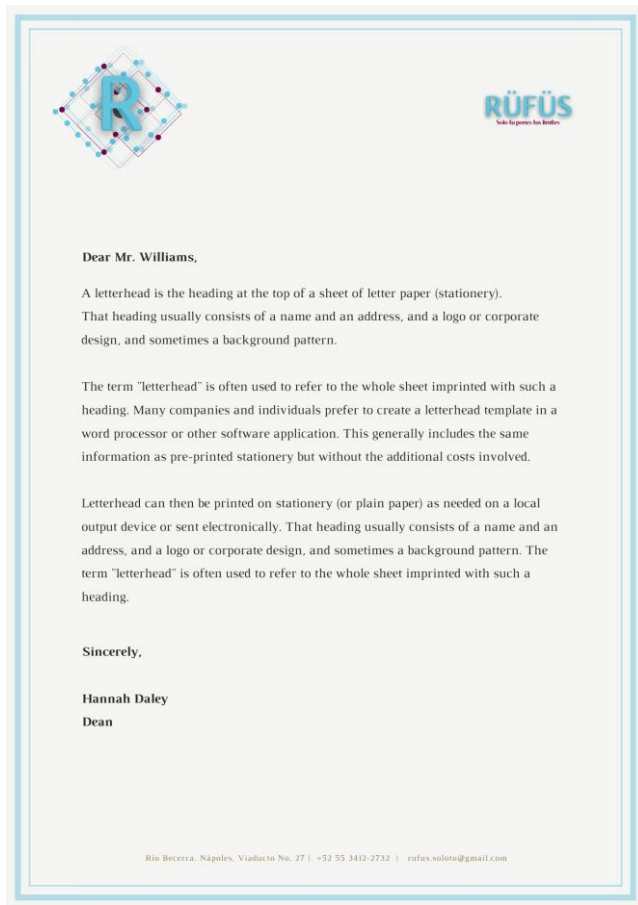 R
RÜFÜS
Solo tu pones tus limites
Dear Mr. Williams,
A letterhead is the heading at the top of a sheet of letter paper (stationery).
That heading usually consists of a name and an address, and a logo or corporate
design, and sometimes a background pattern.
The term "letterhead" is often used to refer to the whole sheet imprinted with such a
heading. Many companies and individuals prefer to create a letterhead template in a
word processor or other software application. This generally includes the same
information as pre-printed stationery but without the additional costs involved.
Letterhead can then be printed on stationery (or plain paper) as needed on a local
output device or sent electronically. That heading usually consists of a name and an
address, and a logo or corporate design, and sometimes a background pattern. The
term "letterhead" is often used to refer to the whole sheet imprinted with such a
heading.
Sincerely,
Hannah Daley
Dean
Río Becerra. Nápoles, Viaducto No, 27 | +52 55 3412-2732 | rufus.solotu@gmail.com